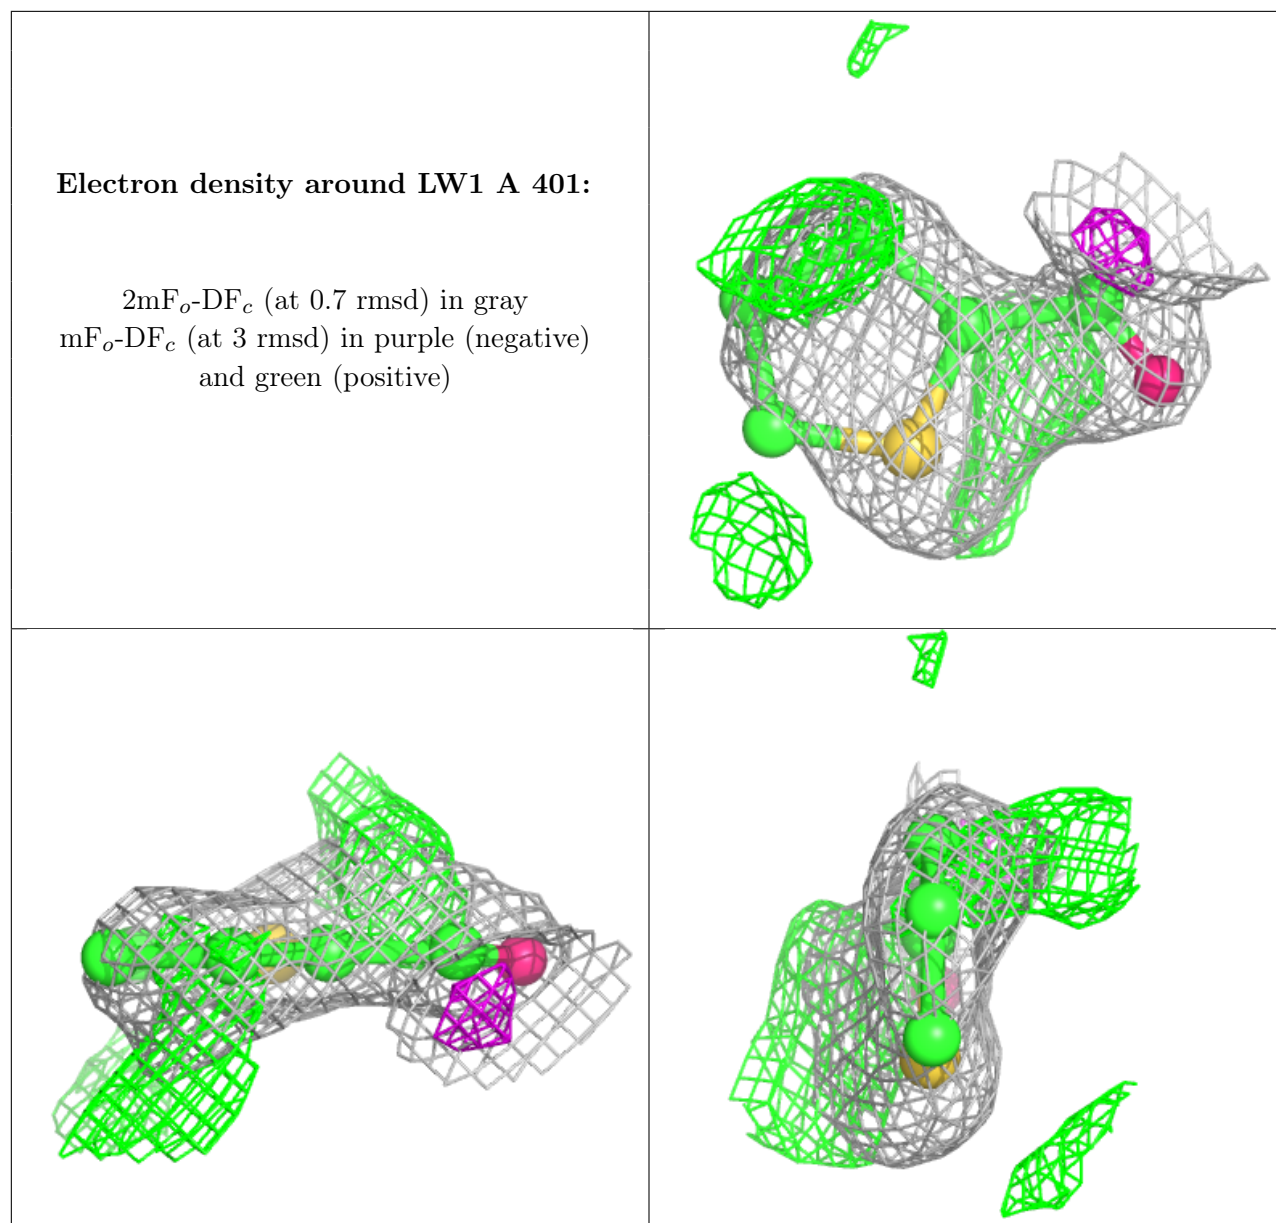 Electron density around LW1 A 401:
2mFo-DFc (at 0.7 rmsd) in gray
mFo-DFc (at 3 rmsd) in purple (negative)
and green (positive)